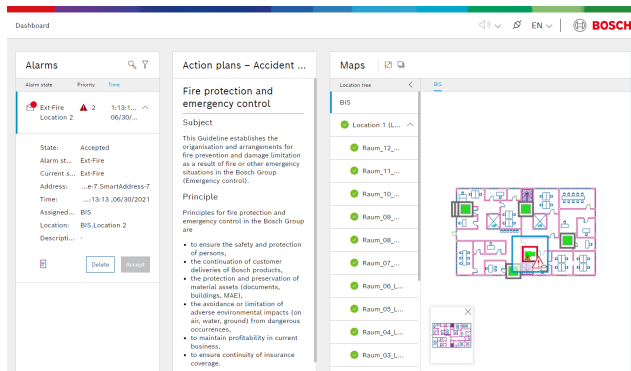 Dashboard
EN
BOSCH
Alarms
Alarm state Priority Time
Ext-Fire 2 1:13:1...
Location 2 06/30/...
State: Accepted
Alarm st... Ext-Fire
Current s... Ext-Fire
Address: ...e-7.SmartAddress-7
Time: ...:13:13 ,06/30/2021
Assigned... BIS
Location: BIS.Location 2
Descripti... -
Delete Accept
Action plans – Accident ...
Fire protection and
emergency control
Subject
This Guideline establishes the
origanisation and arrangements for
fire prevention and damage limitation
as a result of fire or other emergency
situations in the Bosch Group
(Emergency control).
Principle
Principles for fire protection and
emergency control in the Bosch Group
are
• to ensure the safety and protection
of persons,
• the continuation of customer
deliveries of Bosch products,
• the protection and preservation of
material assets (documents,
buildings, MAE),
• the avoidance or limitation of
adverse environmental impacts (on
air, water, ground) from dangerous
occurrences,
• to maintain profitability in current
business,
• to ensure continuity of insurance
coverage.
Maps
Location tree
BIS
BIS
Location 1 (L...
Raum_12_...
Raum_11_...
Raum_10_...
Raum_09_...
Raum_08_...
Raum_07_...
Raum_06_L...
Raum_05_L...
Raum_04_L...
Raum_03_L...